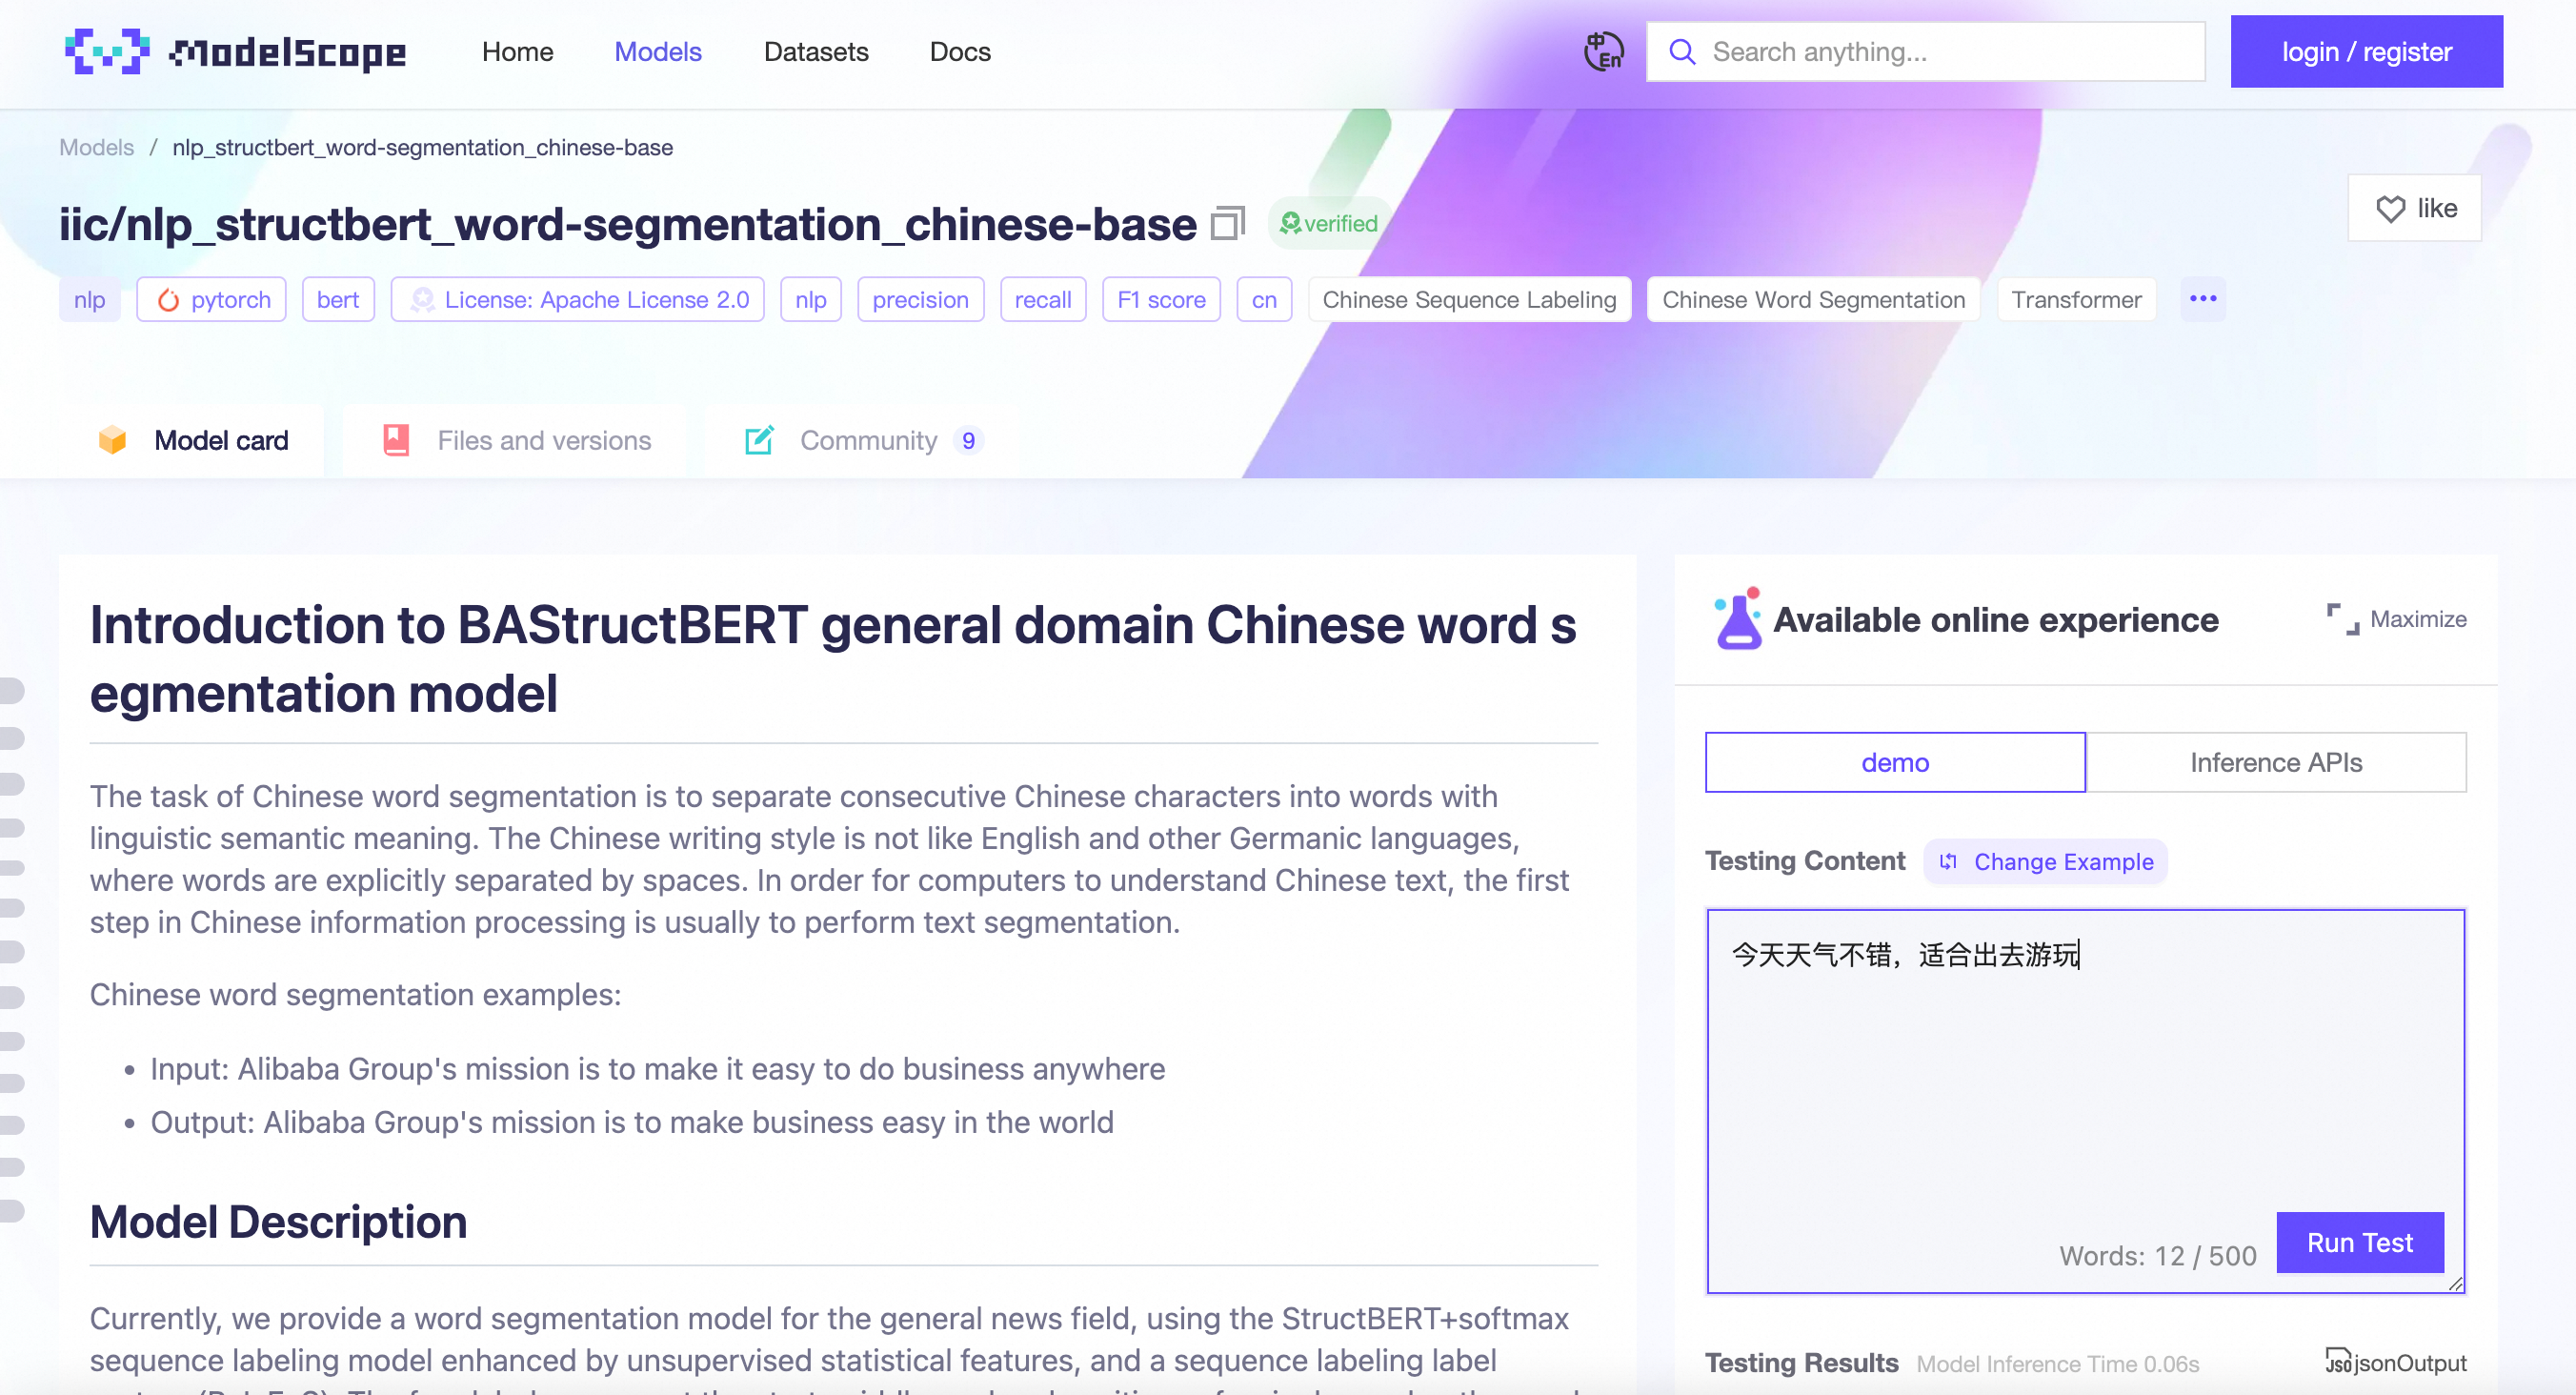 ModelScope
Home
Models
Datasets
Docs
中 En
Search anything...
login / register
Models / nlp_structbert_word-segmentation_chinese-base
iic/nlp_structbert_word-segmentation_chinese-base
verified
like
nlp
pytorch
bert
License: Apache License 2.0
nlp
precision
recall
F1 score
cn
Chinese Sequence Labeling
Chinese Word Segmentation
Transformer
Model card
Files and versions
Community 9
Introduction to BAStructBERT general domain Chinese word s
egmentation model
The task of Chinese word segmentation is to separate consecutive Chinese characters into words with
linguistic semantic meaning. The Chinese writing style is not like English and other Germanic languages,
where words are explicitly separated by spaces. In order for computers to understand Chinese text, the first
step in Chinese information processing is usually to perform text segmentation.
Chinese word segmentation examples:
• Input: Alibaba Group's mission is to make it easy to do business anywhere
• Output: Alibaba Group's mission is to make business easy in the world
Model Description
Currently, we provide a word segmentation model for the general news field, using the StructBERT+softmax
sequence labeling model enhanced by unsupervised statistical features, and a sequence labeling label
Available online experience
Maximize
demo
Inference APIs
Testing Content
Change Example
今天天气不错，适合出去游玩
Words: 12 / 500
Run Test
Testing Results
Model Inference Time 0.06s
jsonOutput